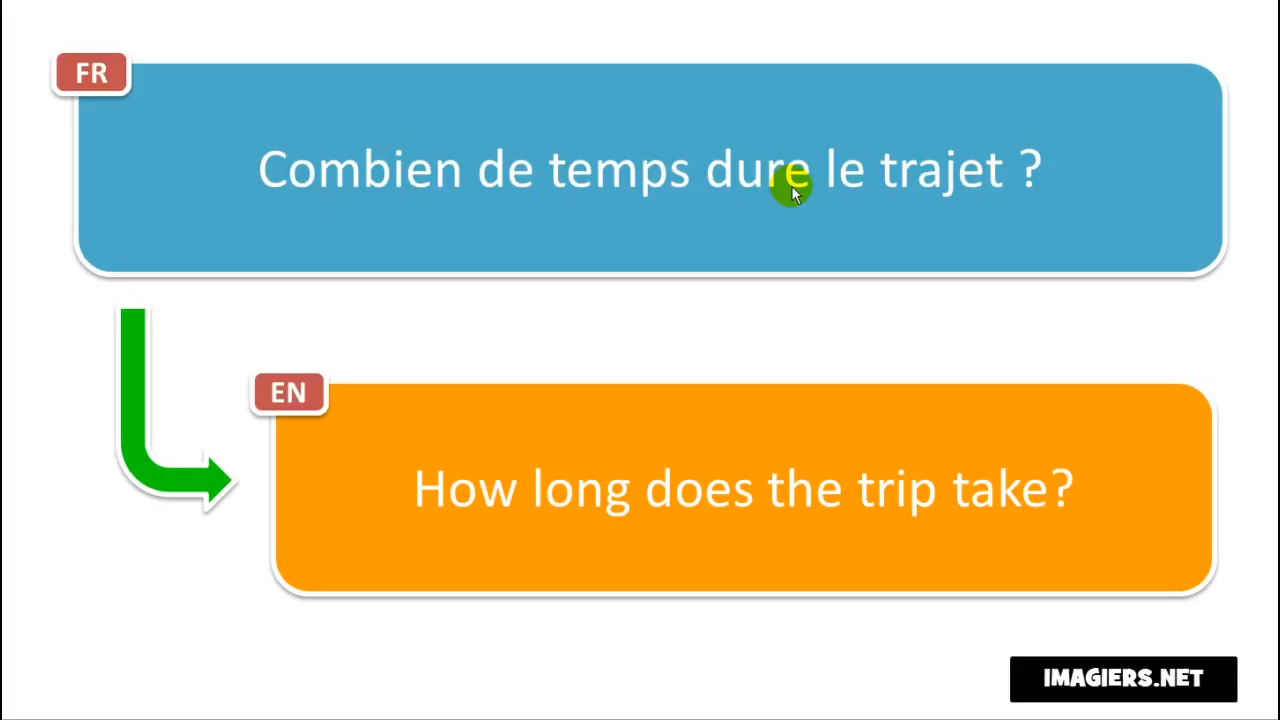 FR
Combien de temps dure le trajet ?
EN
How long does the trip take?
IMAGIERS.NET